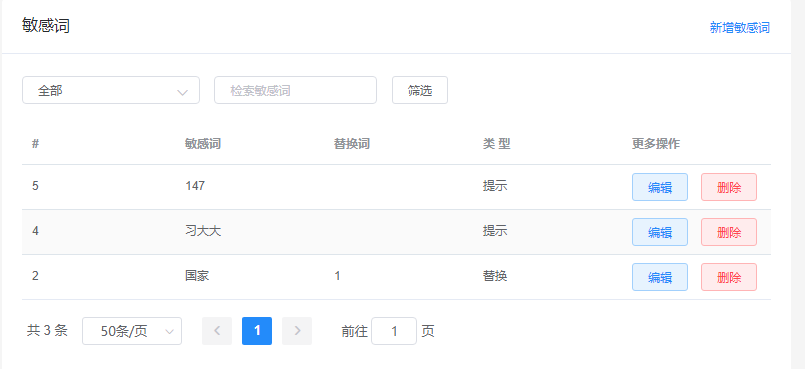 敏感词 新增敏感词
全部 检索敏感词 筛选
# 敏感词 替换词 类 型 更多操作
5 147 提示 编辑 删除
4 习大大 提示 编辑 删除
2 国家 1 替换 编辑 删除
共 3 条 50条/页 1 前往 1 页